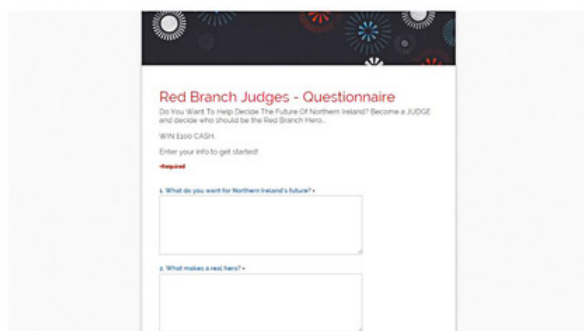 Red Branch Judges - Questionnaire
Do You Want To Help Decide The Future Of Northern Ireland? Become a JUDGE
and decide who should be the Red Branch Hero...
WIN £100 CASH.
Enter your info to get started!
*Required
1. What do you want for Northern Ireland's future? *
2. What makes a real hero? *